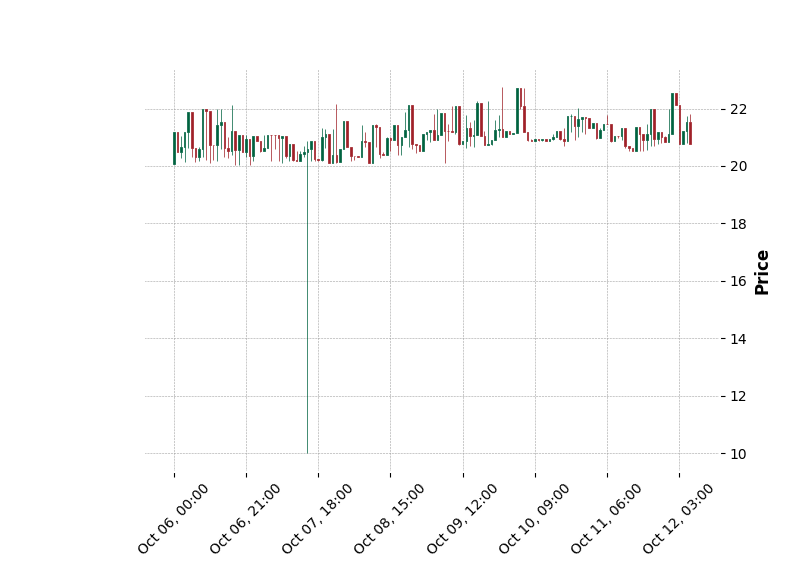 22
20
18
16
14
12
10
Price
Oct 06, 00:00
Oct 06, 21:00
Oct 07, 18:00
Oct 08, 15:00
Oct 09, 12:00
Oct 10, 09:00
Oct 11, 06:00
Oct 12, 03:00